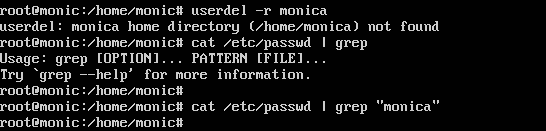 root@monic:/home/monic# userdel -r monica
userdel: monica home directory (/home/monica) not found
root@monic:/home/monic# cat /etc/passwd | grep
Usage: grep [OPTION]... PATTERN [FILE]...
Try `grep --help' for more information.
root@monic:/home/monic#
root@monic:/home/monic# cat /etc/passwd | grep "monica"
root@monic:/home/monic#